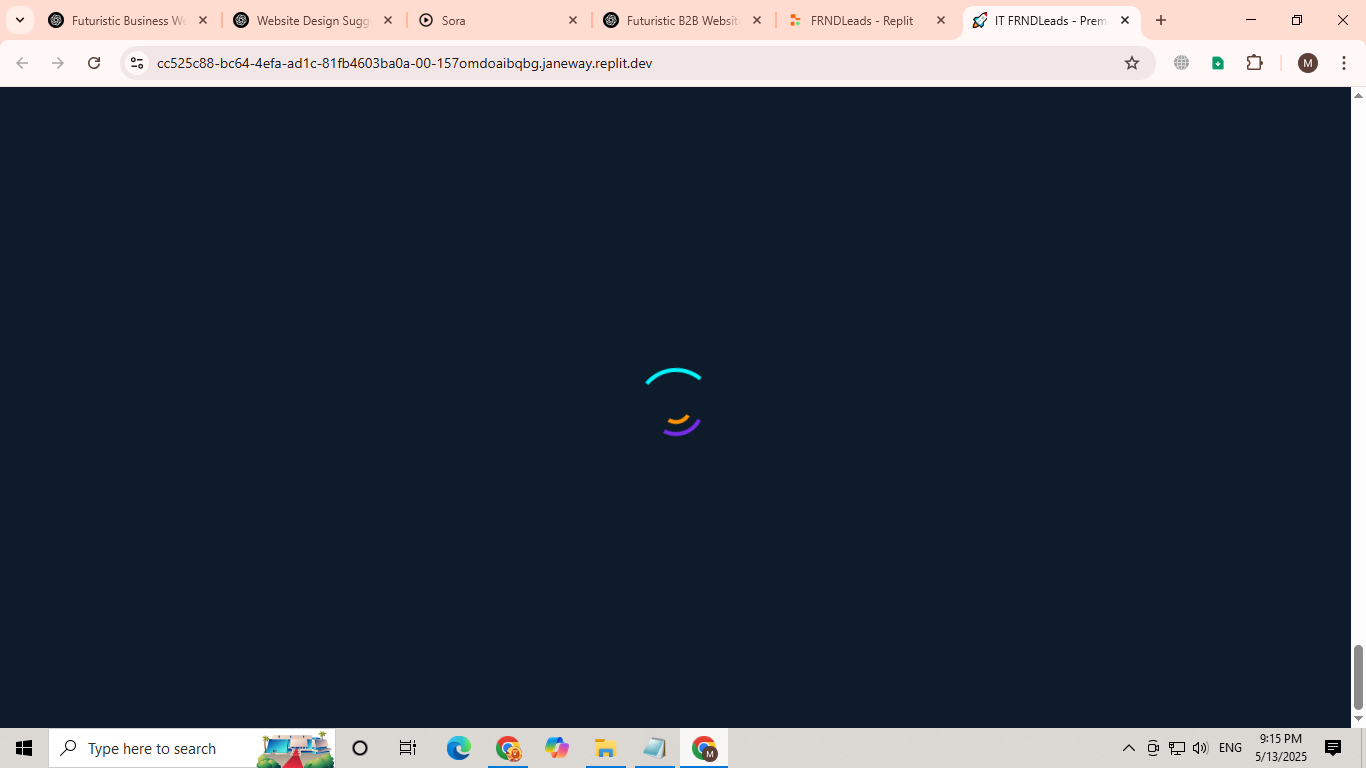 Futuristic Business We
Website Design Sugg
Sora
Futuristic B2B Websit
FRNDLeads - Replit
IT FRNDLeads - Prem
cc525c88-bc64-4efa-ad1c-81fb4603ba0a-00-157omdoaibqbg.janeway.replit.dev
M
Type here to search
M
ENG
9:15 PM
5/13/2025